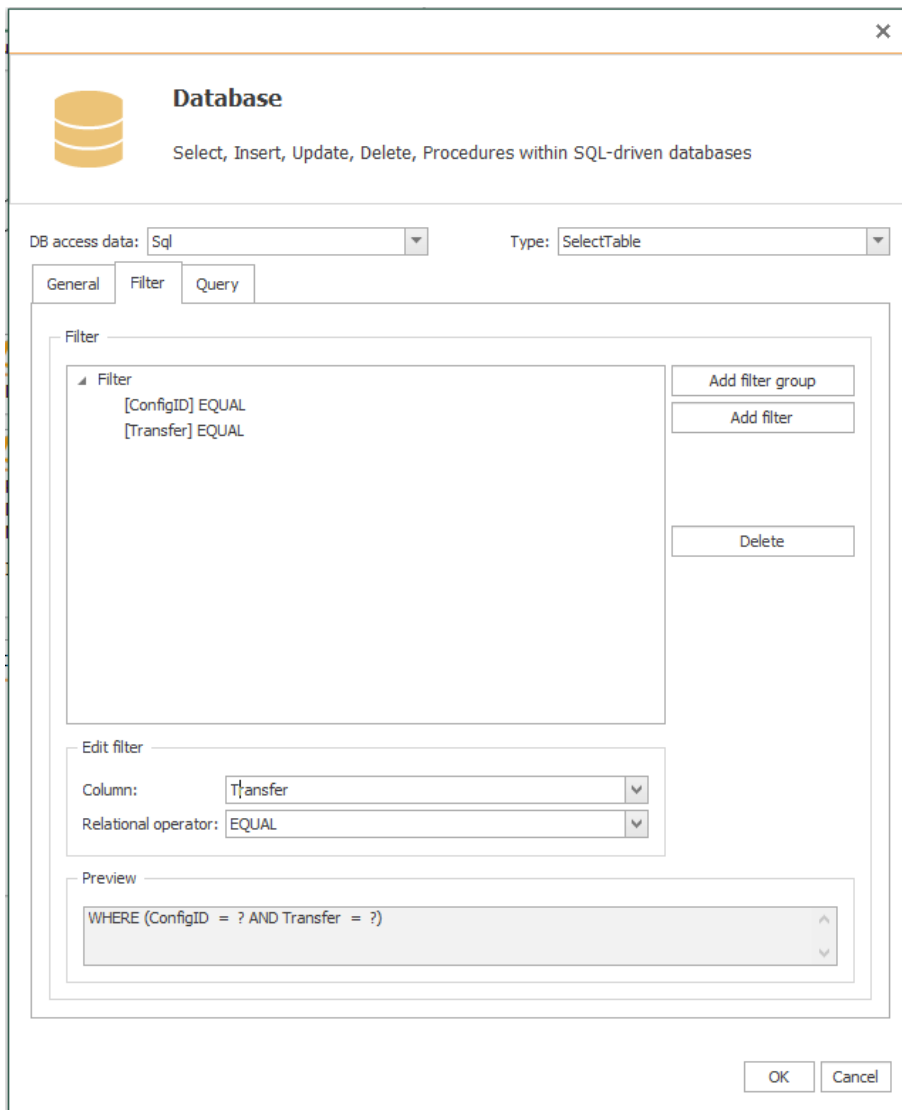 Database
Select, Insert, Update, Delete, Procedures within SQL-driven databases
DB access data: Sql Type: SelectTable
General Filter Query
Filter
Filter
[ConfigID] EQUAL
[Transfer] EQUAL
Add filter group
Add filter
Delete
Edit filter
Column: Transfer
Relational operator: EQUAL
Preview
WHERE (ConfigID = ? AND Transfer = ?)
OK Cancel